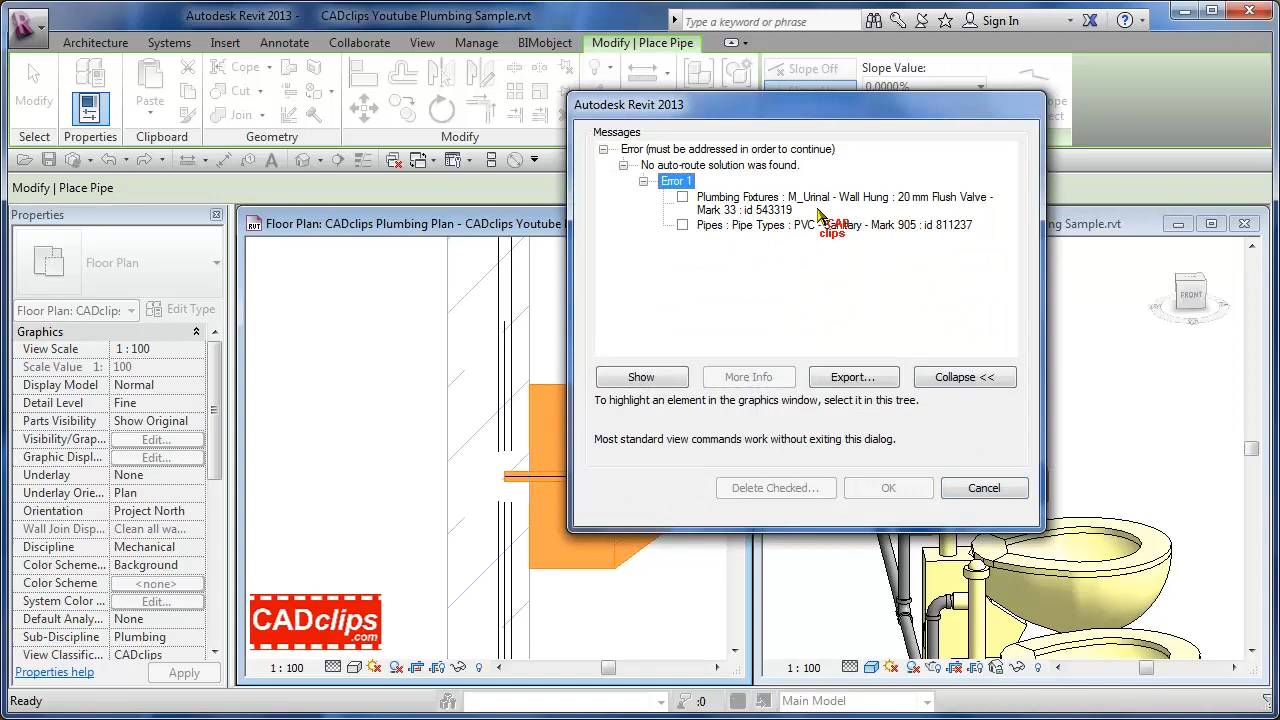 Autodesk Revit 2013 - CADclips Youtube Plumbing Sample.rvt
Type a keyword or phrase
Sign In
Architecture Systems Insert Annotate Collaborate View Manage BIMobject Modify | Place Pipe
Modify
Paste
Cope
Cut
Join
Slope Off
Slope Value:
0.0000%
Select Properties Clipboard Geometry Modify
Modify | Place Pipe
Properties
Floor Plan
Floor Plan: CADclips
Edit Type
Graphics
View Scale 1 : 100
Scale Value 1: 100
Display Model Normal
Detail Level Fine
Parts Visibility Show Original
Visibility/Grap... Edit...
Graphic Displ... Edit...
Underlay None
Underlay Orie... Plan
Orientation Project North
Wall Join Disp... Clean all wa...
Discipline Mechanical
Color Scheme ... Background
Color Scheme <none>
System Color ... Edit...
Default Analy... None
Sub-Discipline Plumbing
View Classific... CADclips
Properties help
Apply
Floor Plan: CADclips Plumbing Plan - CADclips
Sample.rvt
FRONT
Autodesk Revit 2013
Messages
Error (must be addressed in order to continue)
No auto-route solution was found.
Error 1
Plumbing Fixtures : M_Urinal - Wall Hung : 20 mm Flush Valve -
Mark 33 : id 543319
Pipes : Pipe Types : PVC - Sanitary - Mark 905 : id 811237
CAD
clips
Show More Info Export... Collapse <<
To highlight an element in the graphics window, select it in this tree.
Most standard view commands work without exiting this dialog.
Delete Checked... OK Cancel
CADclips
.com
1 : 100
1 : 100
Ready
:0
Main Model